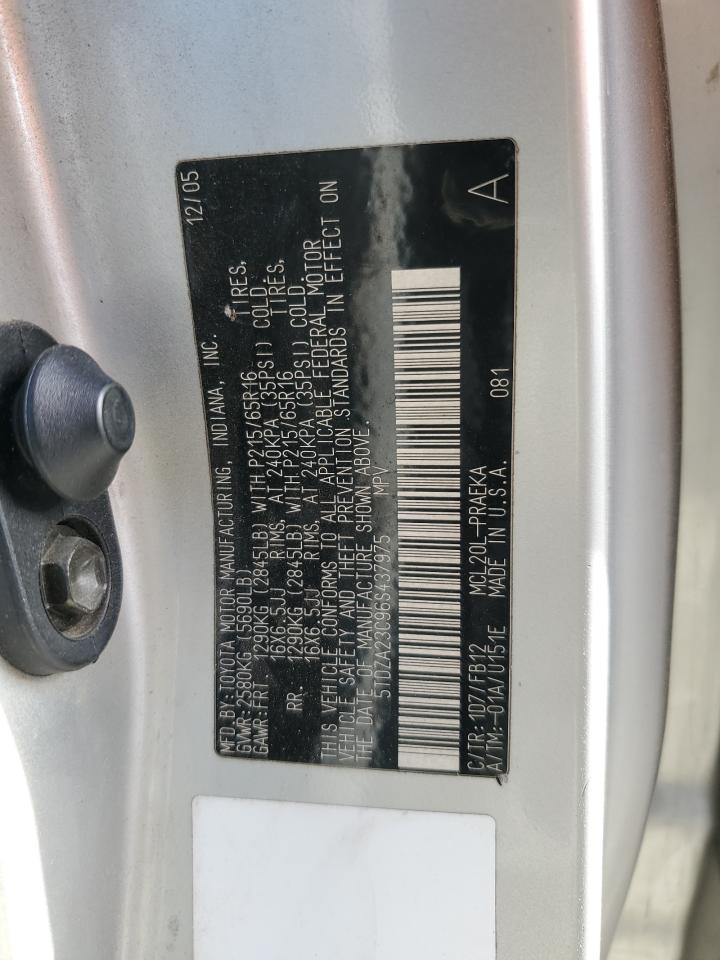 MFD BY:TOYOTA MOTOR MANUFACTURING, INDIANA, INC. 12/05
GVWR:2580KG (5690LB)
GAWR:FRT 1290KG (2845LB) WITH P215/65R16 TIRES,
16X6.5JJ RIMS, AT 240KPA (35PSI) COLD.
RR. 1290KG (2845LB) WITH P215/65R16 TIRES,
16X6.5JJ RIMS, AT 240KPA (35PSI) COLD.
THIS VEHICLE CONFORMS TO ALL APPLICABLE FEDERAL MOTOR
VEHICLE SAFETY AND THEFT PREVENTION STANDARDS IN EFFECT ON
THE DATE OF MANUFACTURE SHOWN ABOVE.
5TDZA23C96S437975 MPV
C/TR:1D7/FB12 MCL20L-PRAEKA 081 A
A/TM:-01A/U151E MADE IN U.S.A.